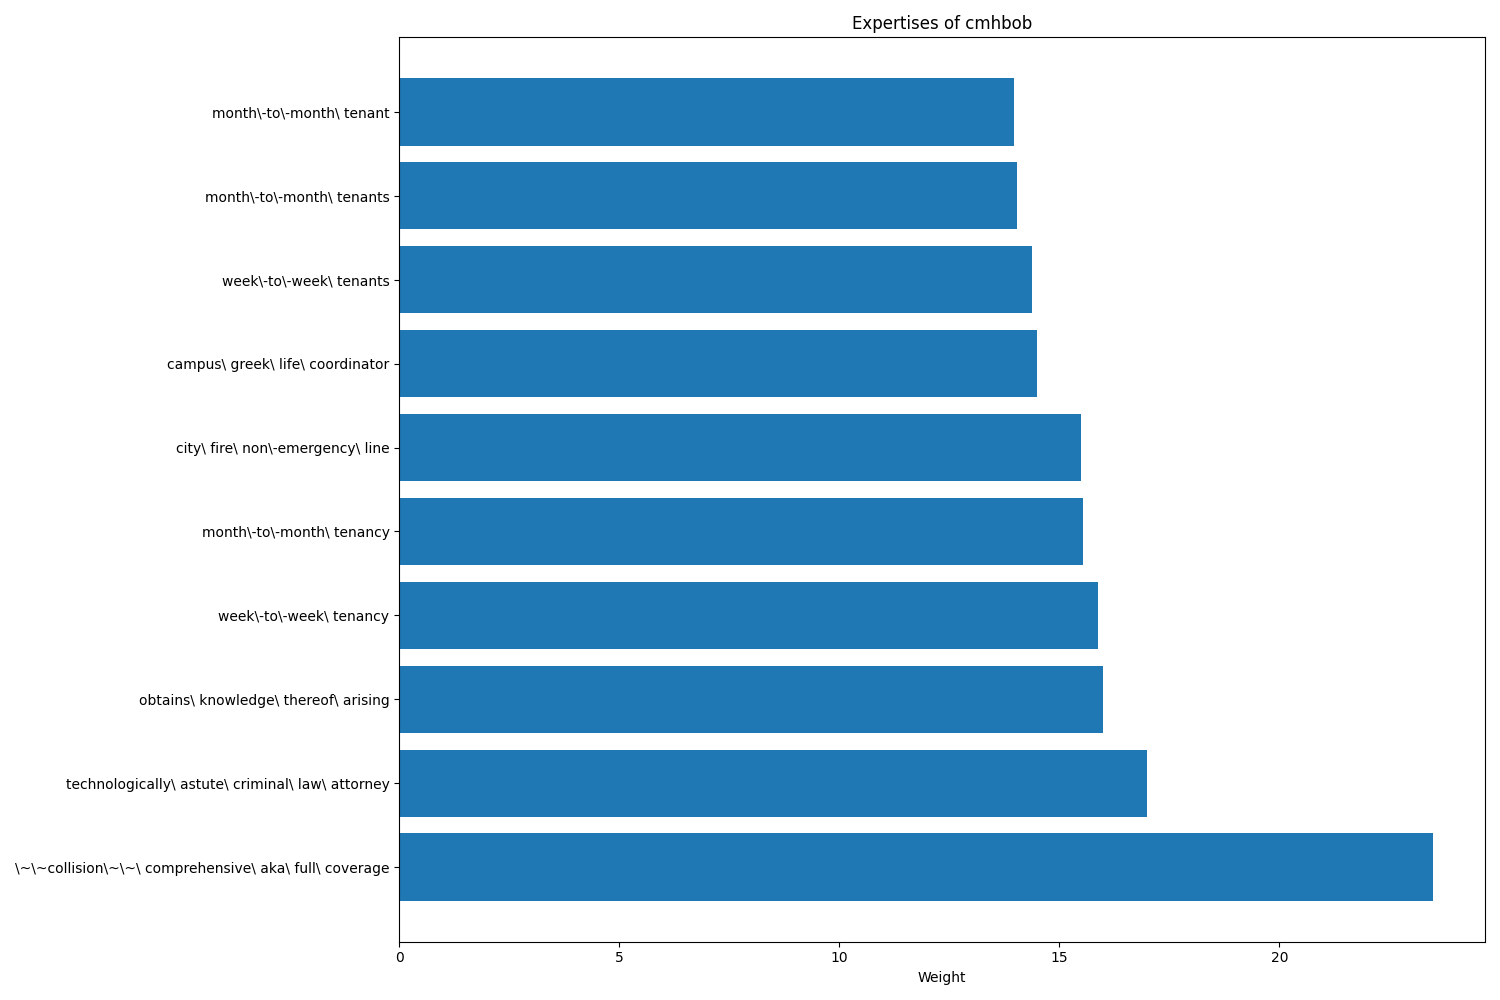 Expertises of cmhbob
month\-to\-month\ tenant
month\-to\-month\ tenants
week\-to\-week\ tenants
campus\ greek\ life\ coordinator
city\ fire\ non\-emergency\ line
month\-to\-month\ tenancy
week\-to\-week\ tenancy
obtains\ knowledge\ thereof\ arising
technologically\ astute\ criminal\ law\ attorney
\~\~collision\~\~\ comprehensive\ aka\ full\ coverage
0 5 10 15 20
Weight